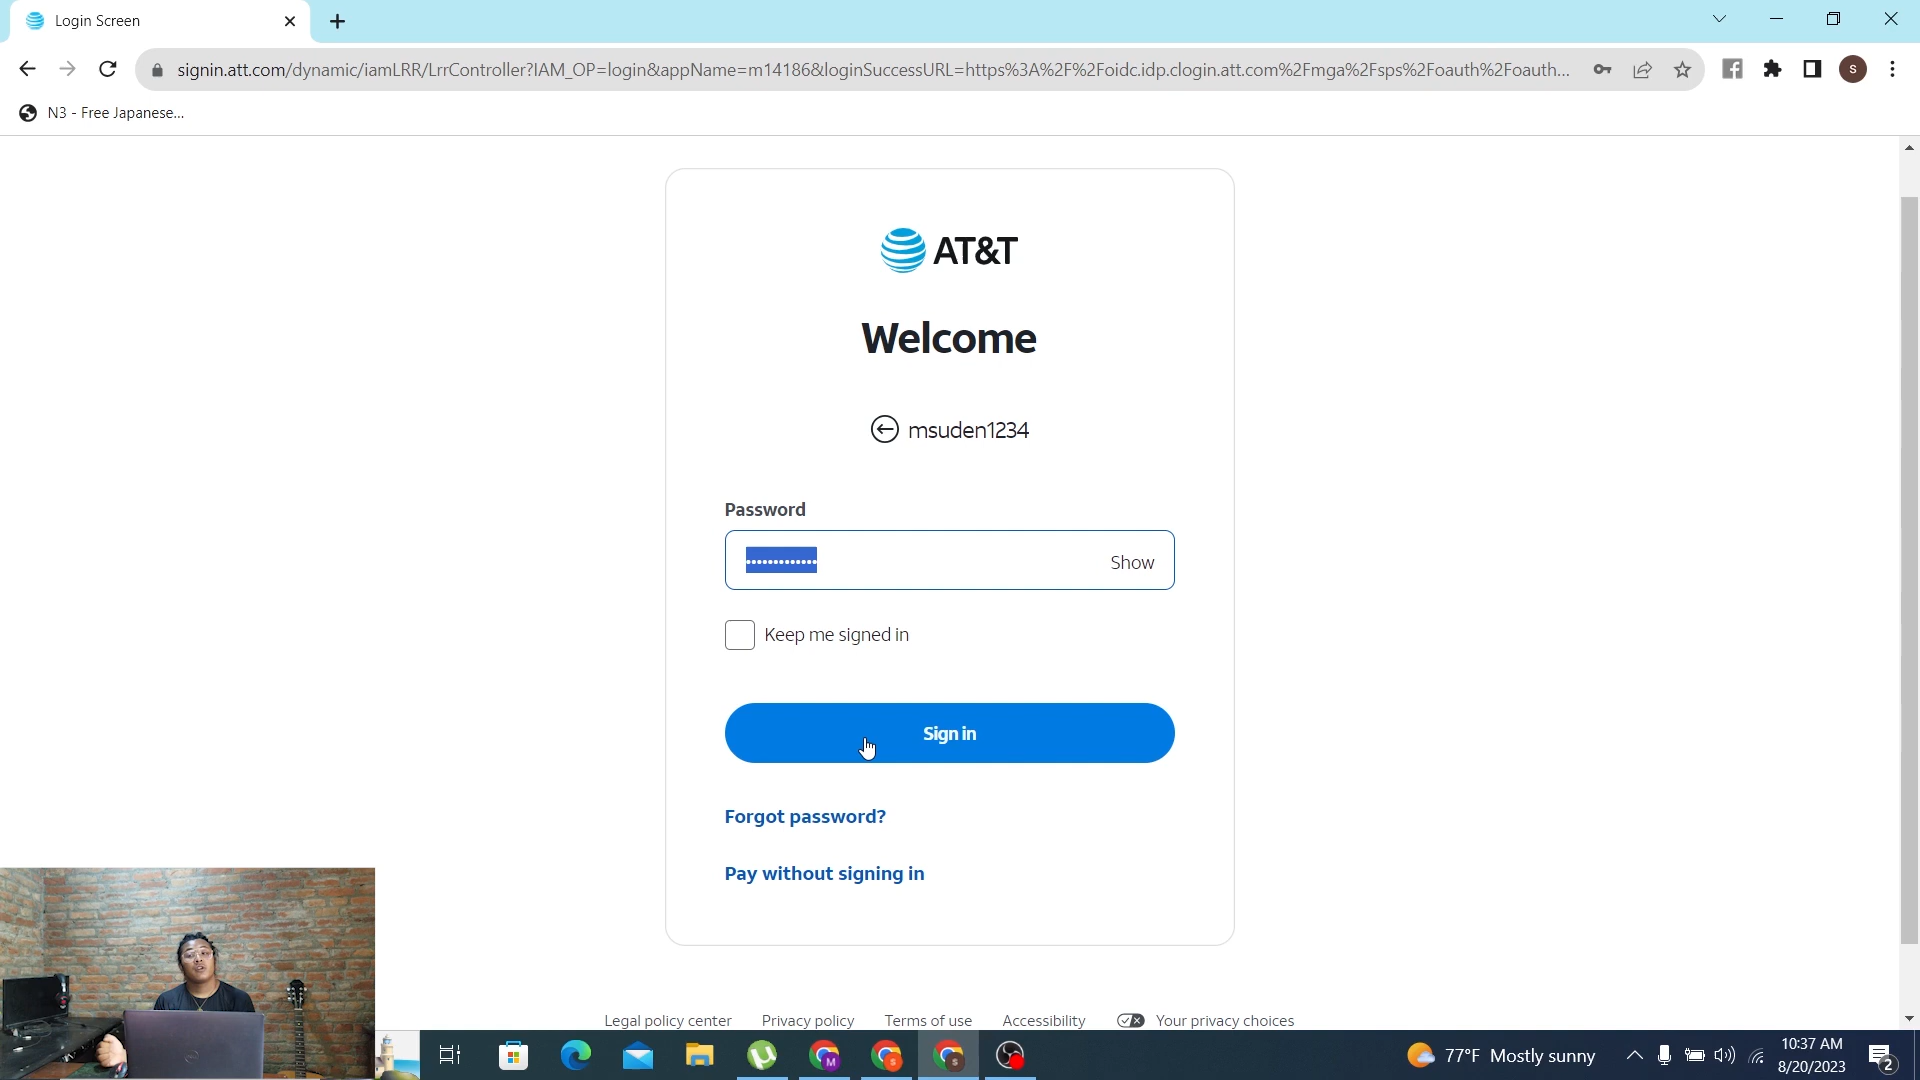 Login Screen
signin.att.com/dynamic/iamLRR/LrrController?IAM_OP=login&appName=m14186&loginSuccessURL=https%3A%2F%2Foidc.idp.clogin.att.com%2Fmga%2Fsps%2Foauth%2Foauth...
S
N3 - Free Japanese...
AT&T
Welcome
msuden1234
Password
Show
Keep me signed in
Sign in
Forgot password?
Pay without signing in
Legal policy center Privacy policy Terms of use Accessibility Your privacy choices
M
S
S
77°F Mostly sunny
10:37 AM
8/20/2023
2